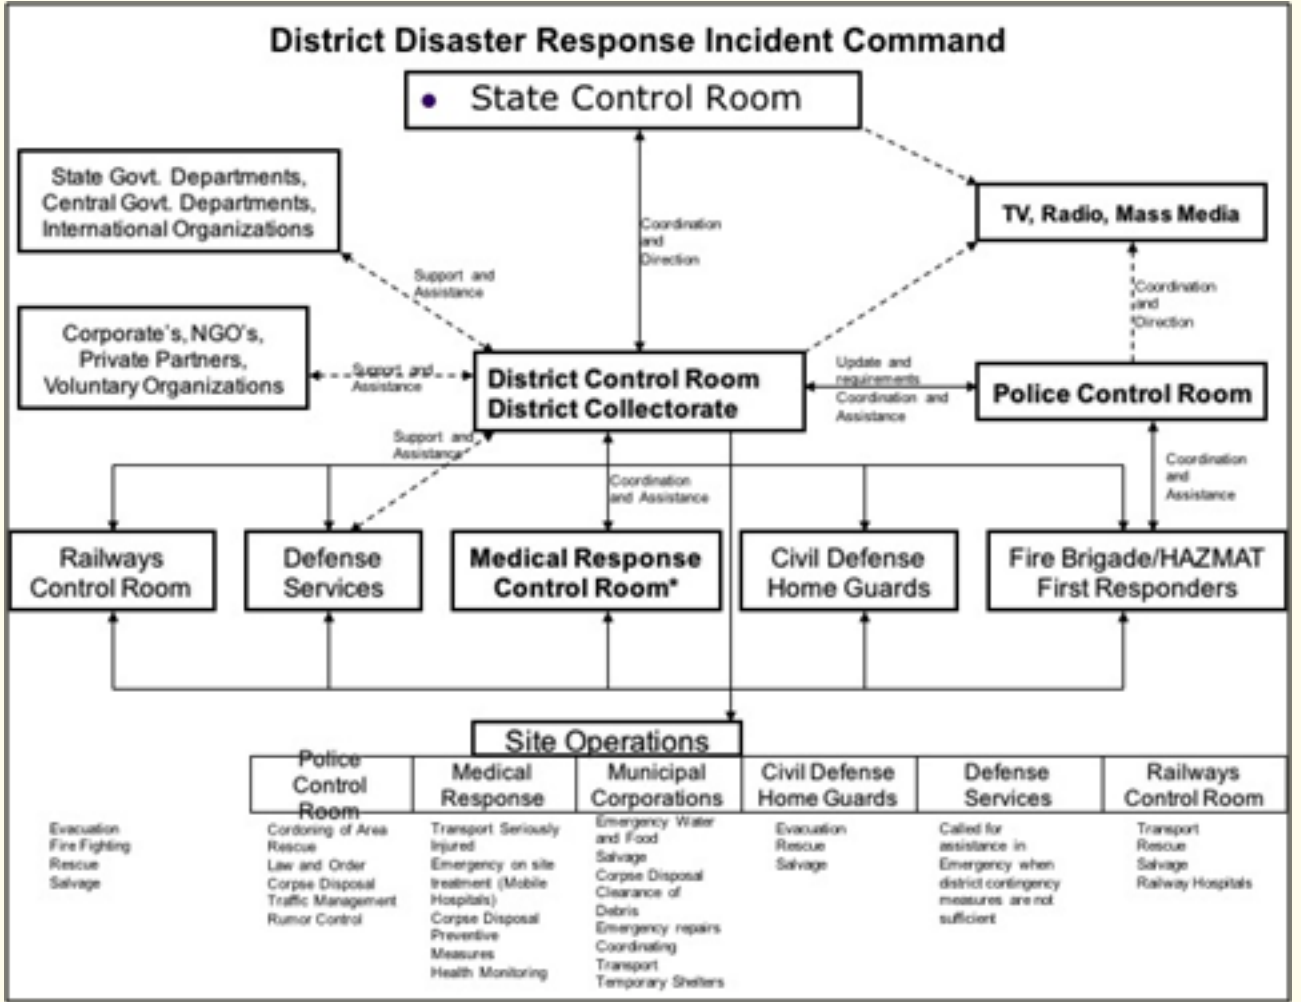 District Disaster Response Incident Command
• State Control Room
State Govt. Departments,
Central Govt. Departments,
International Organizations
TV, Radio, Mass Media
Coordination
and
Direction
Support and
Assistance
Coordination
and
Direction
Corporate's, NGO's,
Private Partners,
Voluntary Organizations
Support and
Assistance
District Control Room
District Collectorate
Update and
requirements
Coordination and
Assistance
Police Control Room
Support and
Assistance
Coordination
and Assistance
Coordination
and
Assistance
Railways
Control Room
Defense
Services
Medical Response
Control Room*
Civil Defense
Home Guards
Fire Brigade/HAZMAT
First Responders
Site Operations
Police
Control
Room
Medical
Response
Municipal
Corporations
Civil Defense
Home Guards
Defense
Services
Railways
Control Room
Evacuation
Fire Fighting
Rescue
Salvage
Cordoning of Area
Rescue
Law and Order
Corpse Disposal
Traffic Management
Rumor Control
Transport Seriously
Injured
Emergency on site
treatment (Mobile
Hospitals)
Corpse Disposal
Preventive
Measures
Health Monitoring
Emergency Water
and Food
Salvage
Corpse Disposal
Clearance of
Debris
Emergency repairs
Coordinating
Transport
Temporary Shelters
Evacuation
Rescue
Salvage
Called for
assistance in
Emergency when
district contingency
measures are not
sufficient
Transport
Rescue
Salvage
Railway Hospitals